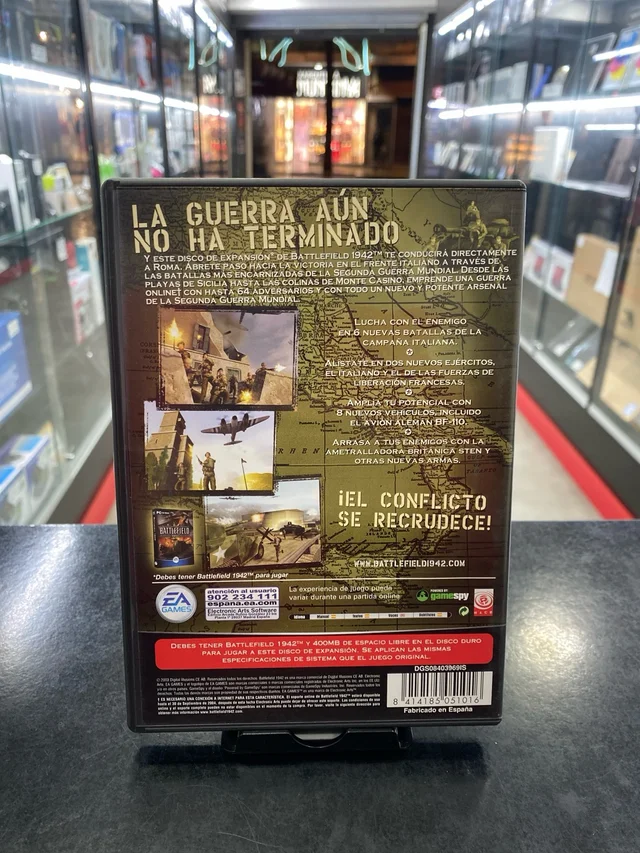 LA GUERRA AÚN
NO HA TERMINADO
Y ESTE DISCO DE EXPANSIÓN* DE BATTLEFIELD 1942™ TE CONDUCIRÁ DIRECTAMENTE
A ROMA. ÁBRETE PASO HACIA LA VICTORIA EN EL FRENTE ITALIANO A TRAVÉS DE
LAS BATALLAS MÁS ENCARNIZADAS DE LA SEGUNDA GUERRA MUNDIAL. DESDE LAS
PLAYAS DE SICILIA HASTA LAS COLINAS DE MONTE CASINO, EMPRENDE UNA GUERRA
ONLINE† CON HASTA 64 ADVERSARIOS Y CON TODO UN NUEVO Y POTENTE ARSENAL
DE LA SEGUNDA GUERRA MUNDIAL.
LUCHA CON EL ENEMIGO
EN 6 NUEVAS BATALLAS DE LA
CAMPAÑA ITALIANA.
ALÍSTATE EN DOS NUEVOS EJÉRCITOS,
EL ITALIANO Y EL DE LAS FUERZAS DE
LIBERACIÓN FRANCESAS.
AMPLÍA TU POTENCIAL CON
8 NUEVOS VEHÍCULOS, INCLUIDO
EL AVIÓN ALEMÁN BF-110.
ARRASA A TUS ENEMIGOS CON LA
AMETRALLADORA BRITÁNICA STEN Y
OTRAS NUEVAS ARMAS.
¡EL CONFLICTO
SE RECRUDECE!
BATTLEFIELD
WWW.BATTLEFIELD1942.COM
*Debes tener Battlefield 1942™ para jugar
EA
GAMES
atención al usuario
902 234 111
espana.ea.com
Electronic Arts Software
La experiencia de juego puede
variar durante una partida online
POWERED BY
gamespy
DEBES TENER BATTLEFIELD 1942™ Y 400MB DE ESPACIO LIBRE EN EL DISCO DURO
PARA JUGAR A ESTE DISCO DE EXPANSIÓN. SE APLICAN LAS MISMAS
ESPECIFICACIONES DE SISTEMA QUE EL JUEGO ORIGINAL.
DGS08403969IS
8 414185 051016
Fabricado en España